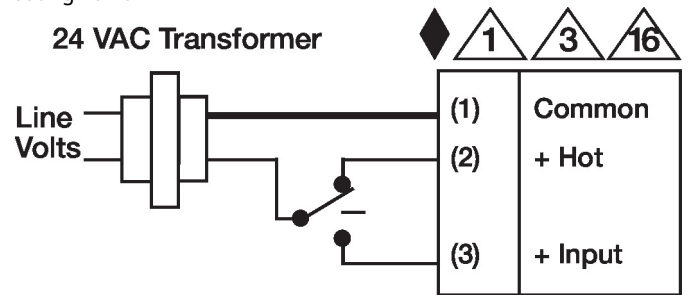 24 VAC Transformer
1 3 16
Line
Volts
(1) Common
(2) + Hot
(3) + Input